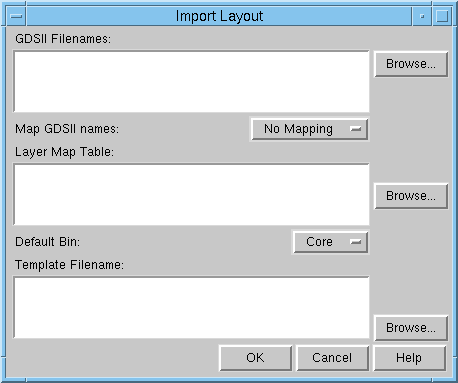 Import Layout
GDSII Filenames:
Browse...
Map GDSII names:
No Mapping
Layer Map Table:
Browse...
Default Bin:
Core
Template Filename:
Browse...
OK
Cancel
Help